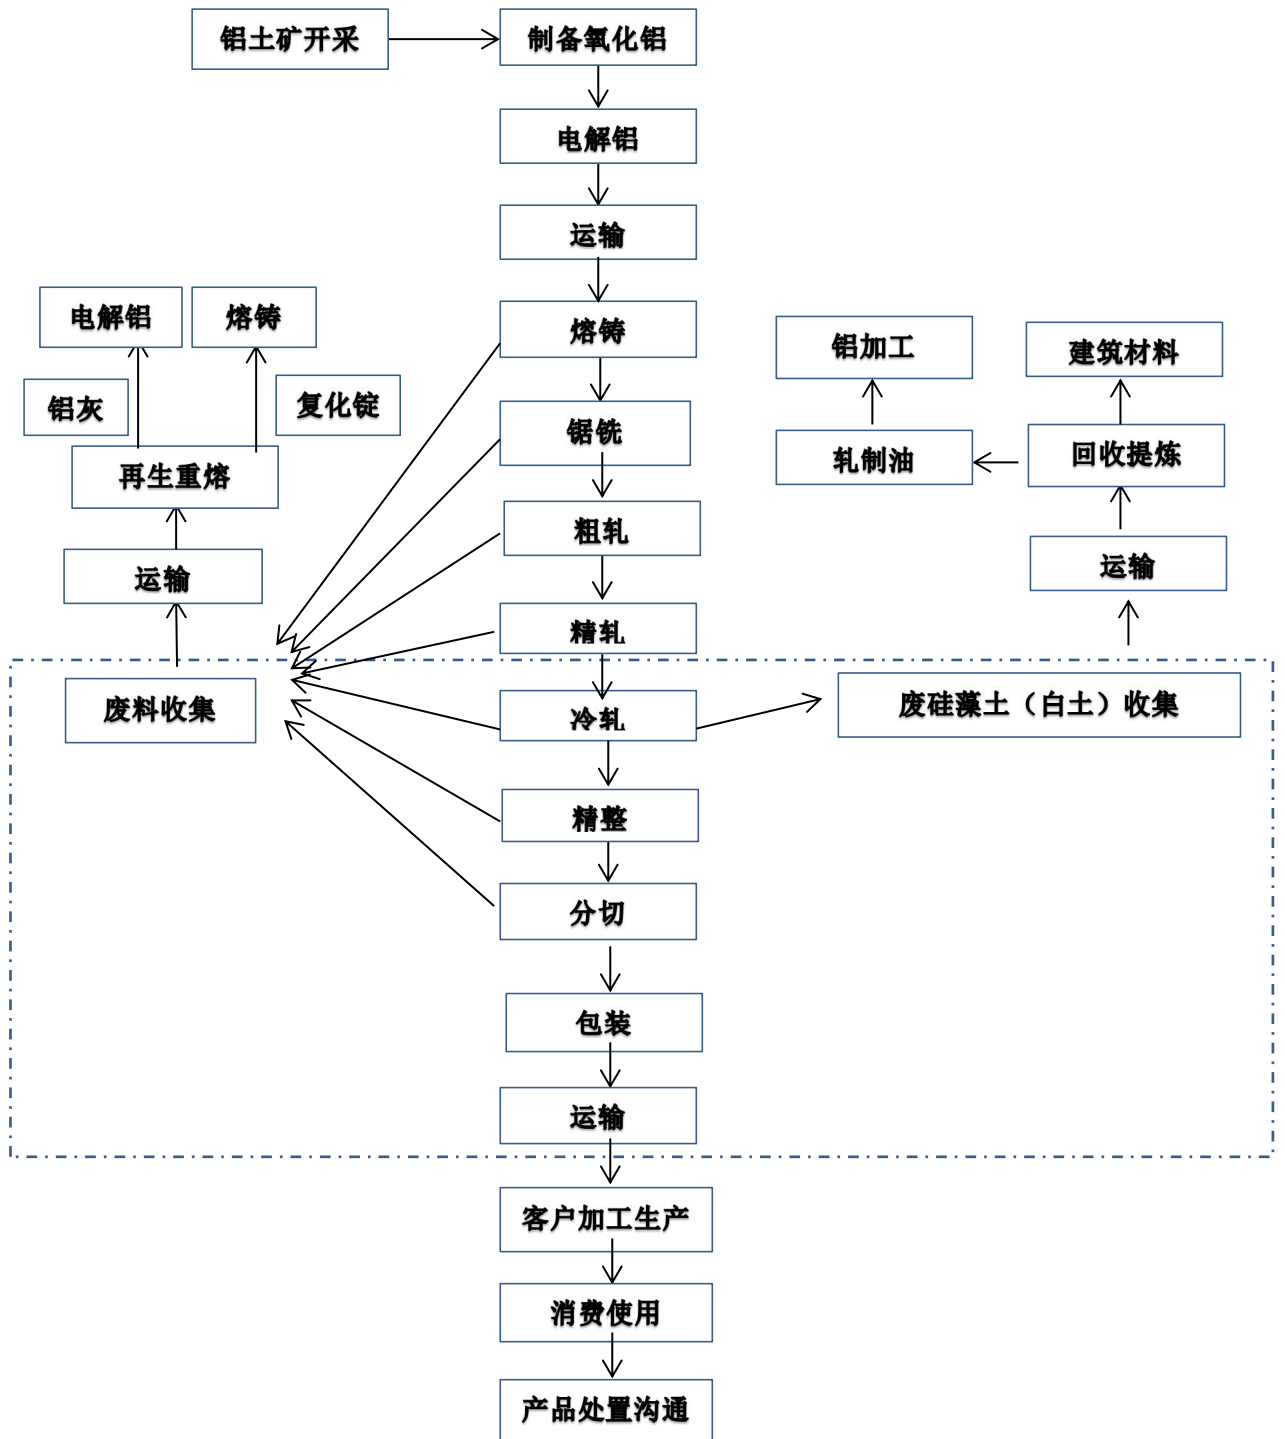 铝土矿开采
制备氧化铝
电解铝
运输
电解铝
熔铸
熔铸
铝加工
建筑材料
铝灰
复化锭
锯铣
轧制油
回收提炼
再生重熔
粗轧
运输
运输
精轧
废料收集
冷轧
废硅藻土（白土）收集
精整
分切
包装
运输
客户加工生产
消费使用
产品处置沟通